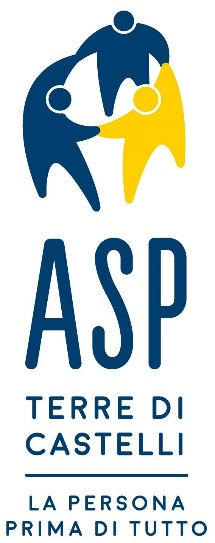 ASP
TERRE DI
CASTELLI
LA PERSONA
PRIMA DI TUTTO